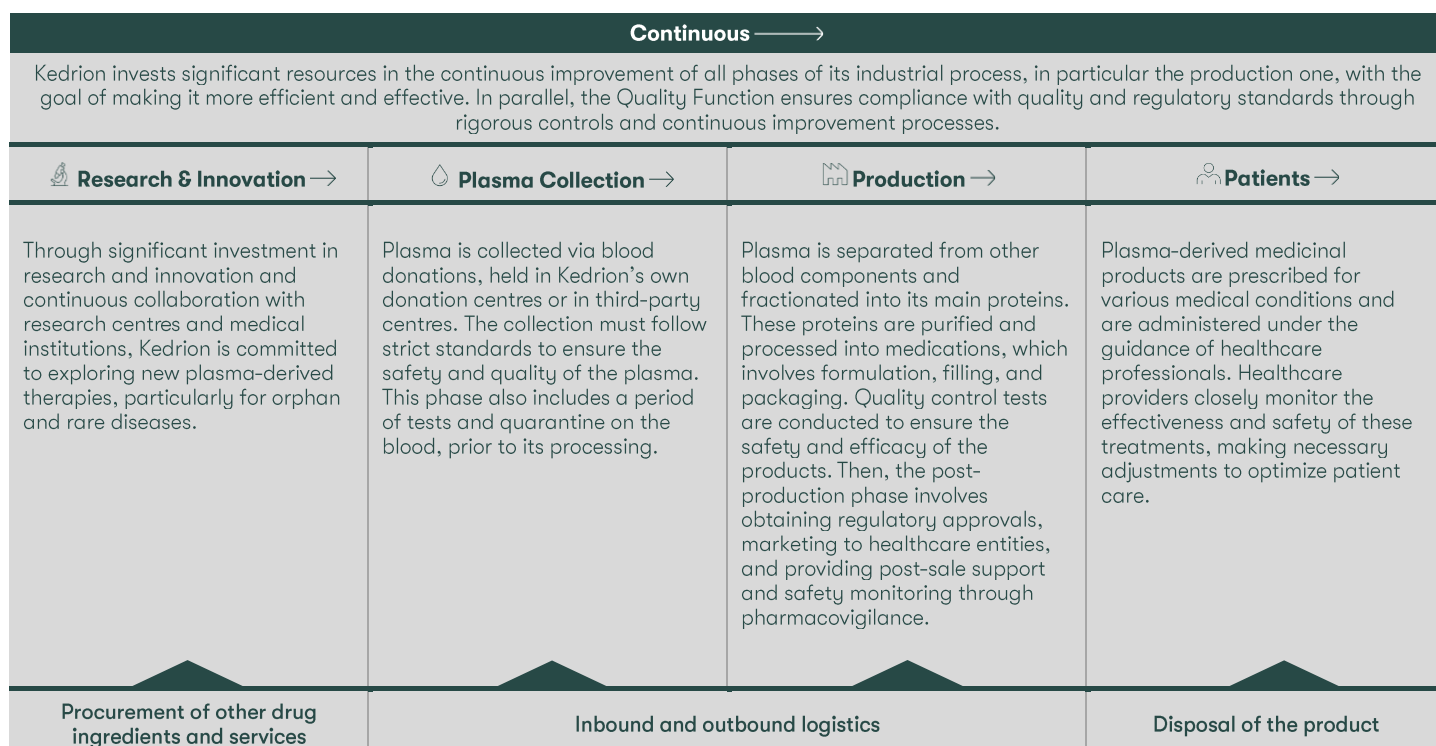 Continuous
Kedrion invests significant resources in the continuous improvement of all phases of its industrial process, in particular the production one, with the
goal of making it more efficient and effective. In parallel, the Quality Function ensures compliance with quality and regulatory standards through
rigorous controls and continuous improvement processes.
Research & Innovation
Through significant investment in
research and innovation and
continuous collaboration with
research centres and medical
institutions, Kedrion is committed
to exploring new plasma-derived
therapies, particularly for orphan
and rare diseases.
Plasma Collection
Plasma is collected via blood
donations, held in Kedrion's own
donation centres or in third-party
centres. The collection must follow
strict standards to ensure the
safety and quality of the plasma.
This phase also includes a period
of tests and quarantine on the
blood, prior to its processing.
Production
Plasma is separated from other
blood components and
fractionated into its main proteins.
These proteins are purified and
processed into medications, which
involves formulation, filling, and
packaging. Quality control tests
are conducted to ensure the
safety and efficacy of the
products. Then, the post-
production phase involves
obtaining regulatory approvals,
marketing to healthcare entities,
and providing post-sale support
and safety monitoring through
pharmacovigilance.
Patients
Plasma-derived medicinal
products are prescribed for
various medical conditions and
are administered under the
guidance of healthcare
professionals. Healthcare
providers closely monitor the
effectiveness and safety of these
treatments, making necessary
adjustments to optimize patient
care.
Procurement of other drug
ingredients and services
Inbound and outbound logistics
Disposal of the product